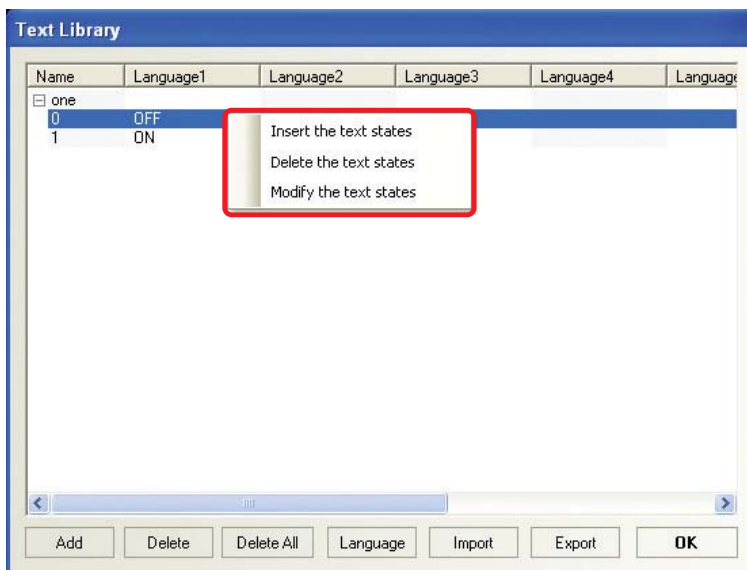 Text Library
Name Language1 Language2 Language3 Language4 Language
one
0 OFF
1 ON
Insert the text states
Delete the text states
Modify the text states
Add Delete Delete All Language Import Export OK